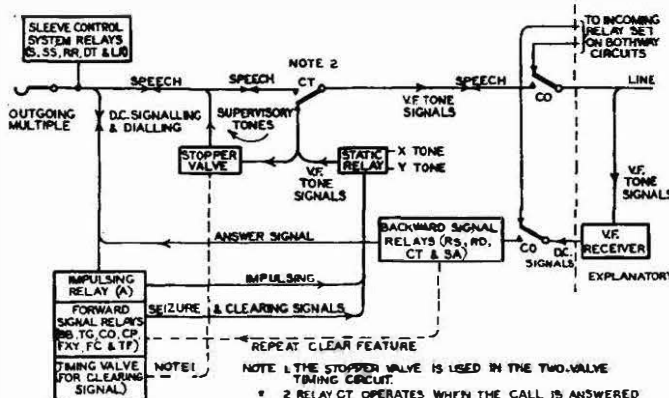 SLEEVE CONTROL
SYSTEM RELAYS
(S, SS, RR, DT & LJ)
TO INCOMING
RELAY SET
ON BOTHWAY
CIRCUITS
NOTE 2
SPEECH
SPEECH
CT
SPEECH
CO
LINE
OUTGOING
MULTIPLE
D.C. SIGNALLING
& DIALLING
SUPERVISORY
TONES
V.F. TONE
SIGNALS
STOPPER
VALVE
V.F.
TONE
SIGNALS
STATIC
RELAY
X TONE
Y TONE
V.F.
TONE
SIGNALS
ANSWER SIGNAL
BACKWARD SIGNAL
RELAYS (RS, RD,
CT & SA)
CO
D.C.
SIGNALS
V.F.
RECEIVER
EXPLANATORY
IMPULSING
RELAY (A)
IMPULSING
FORWARD
SIGNAL RELAYS
(BB, TG, CO, CP,
FXY, FC & TF)
SEIZURE & CLEARING SIGNALS
REPEAT CLEAR FEATURE
TIMING VALVE
FOR CLEARING
SIGNAL)
NOTE 1
NOTE 1. THE STOPPER VALVE IS USED IN THE TWO-VALVE
TIMING CIRCUIT.
" 2 RELAY CT OPERATES WHEN THE CALL IS ANSWERED